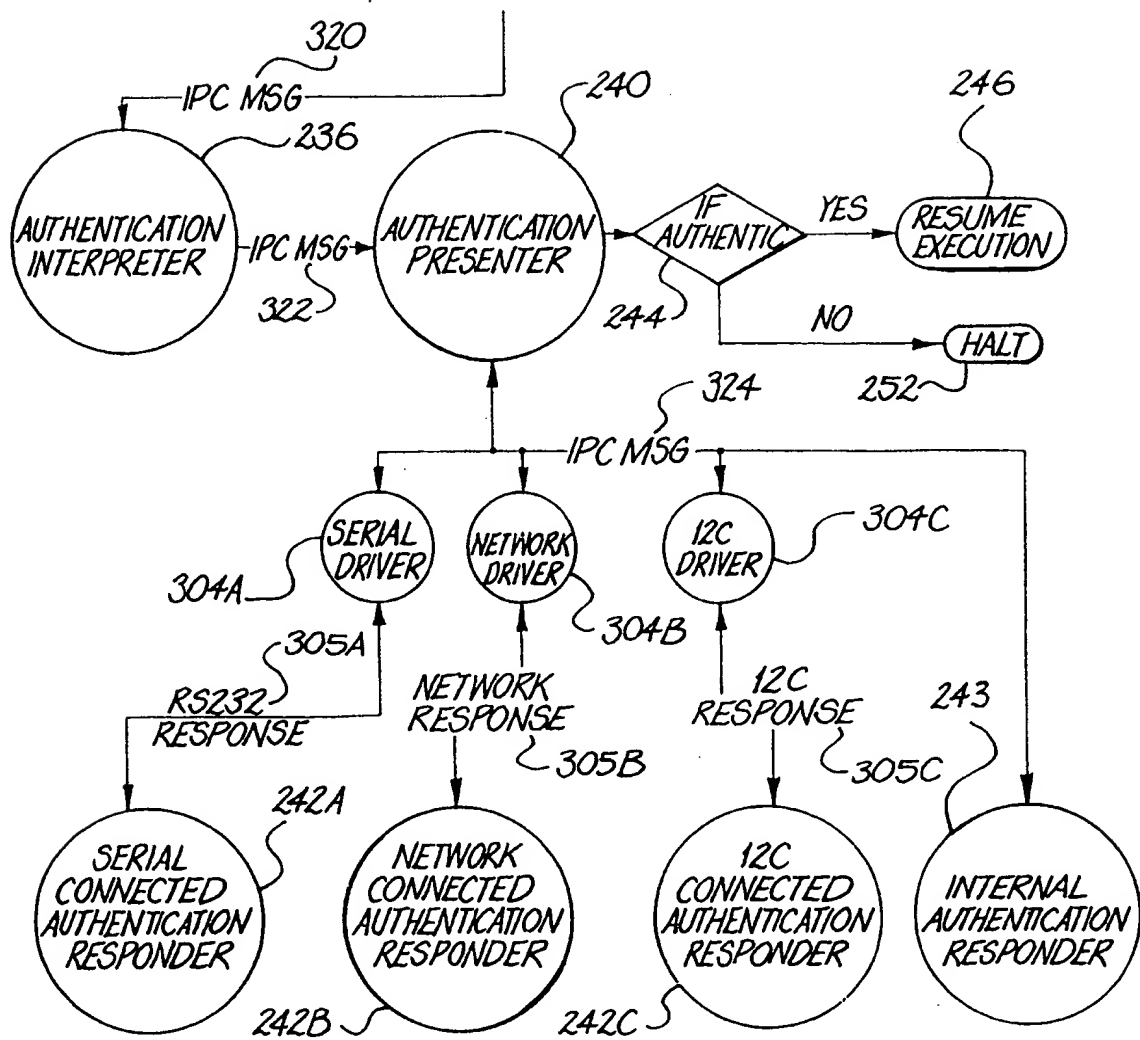 320
IPC MSG
236
240
246
AUTHENTICATION
INTERPRETER
IPC MSG
322
AUTHENTICATION
PRESENTER
IF
AUTHENTIC
244
YES
RESUME
EXECUTION
NO
HALT
252
324
IPC MSG
SERIAL
DRIVER
304A
NETWORK
DRIVER
304B
12C
DRIVER
304C
305A
RS232
RESPONSE
NETWORK
RESPONSE
305B
12C
RESPONSE
305C
243
242A
SERIAL
CONNECTED
AUTHENTICATION
RESPONDER
NETWORK
CONNECTED
AUTHENTICATION
RESPONDER
242B
12C
CONNECTED
AUTHENTICATION
RESPONDER
242C
INTERNAL
AUTHENTICATION
RESPONDER